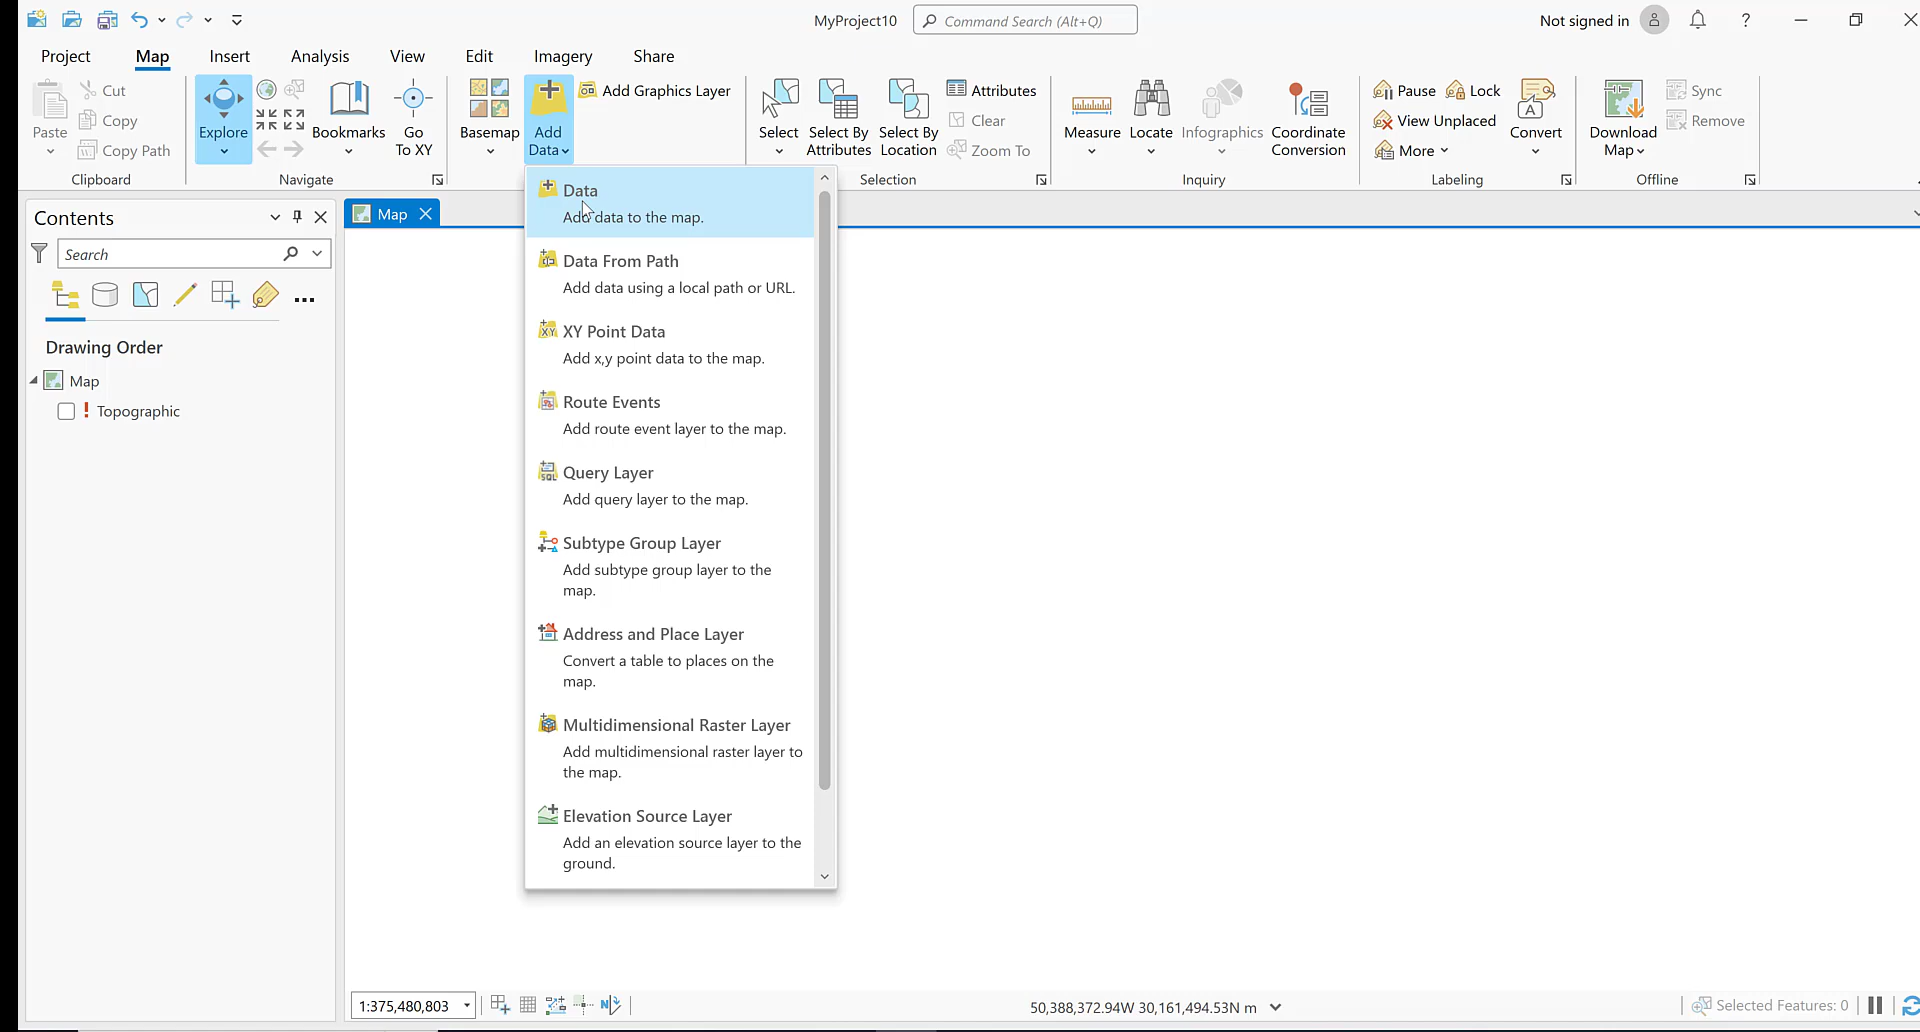 MyProject10
Command Search (Alt+Q)
Not signed in
?
Project
Map
Insert
Analysis
View
Edit
Imagery
Share
Paste
Cut
Copy
Copy Path
Clipboard
Explore
Bookmarks
Go
To XY
Navigate
Basemap
Add
Data
Add Graphics Layer
Select
Select By
Attributes
Select By
Location
Attributes
Clear
Zoom To
Selection
Measure
Locate
Infographics
Coordinate
Conversion
Inquiry
Pause
Lock
View Unplaced
More
Convert
Labeling
Download
Map
Sync
Remove
Offline
Contents
Search
Drawing Order
Map
! Topographic
Map
Data
Add data to the map.
Data From Path
Add data using a local path or URL.
XY Point Data
Add x,y point data to the map.
Route Events
Add route event layer to the map.
Query Layer
Add query layer to the map.
Subtype Group Layer
Add subtype group layer to the
map.
Address and Place Layer
Convert a table to places on the
map.
Multidimensional Raster Layer
Add multidimensional raster layer to
the map.
Elevation Source Layer
Add an elevation source layer to the
ground.
1:375,480,803
50,388,372.94W 30,161,494.53N m
Selected Features: 0